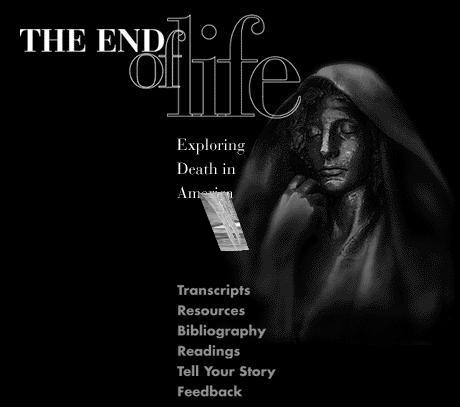 THE END
of life
Exploring
Death in
America
Transcripts
Resources
Bibliography
Readings
Tell Your Story
Feedback